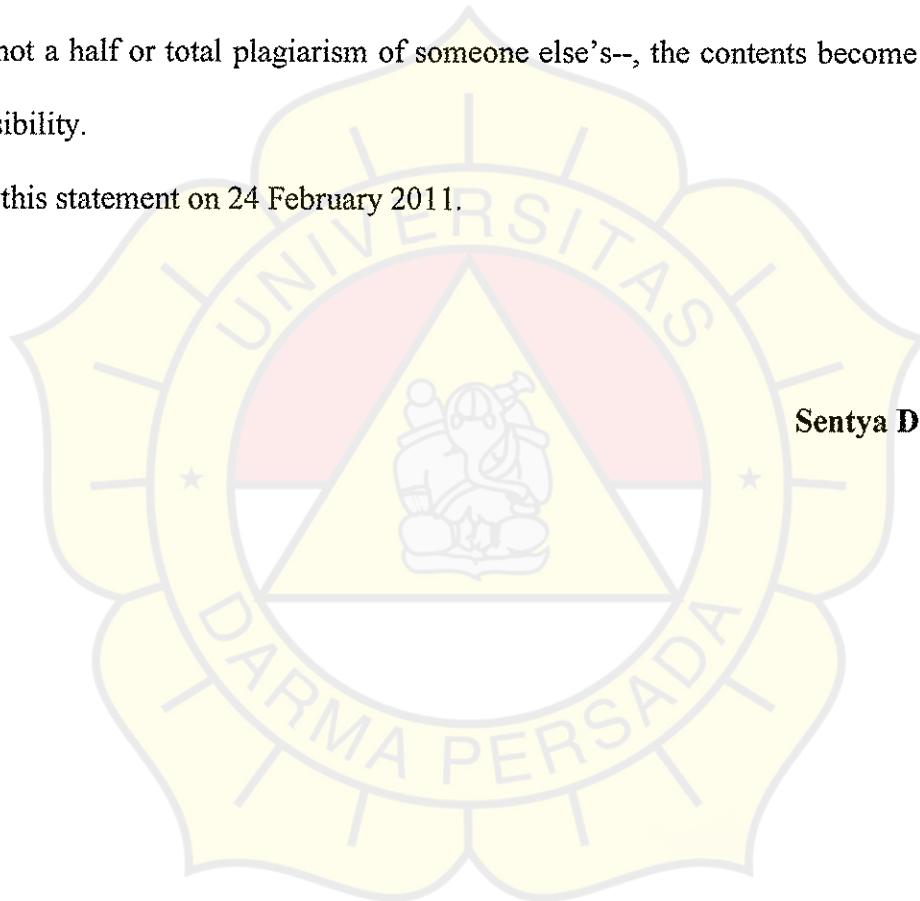 not a half or total plagiarism of someone else's--, the contents become
sibility.
this statement on 24 February 2011.
UNIVERSITAS
Sentya D
DARMA PERSADA